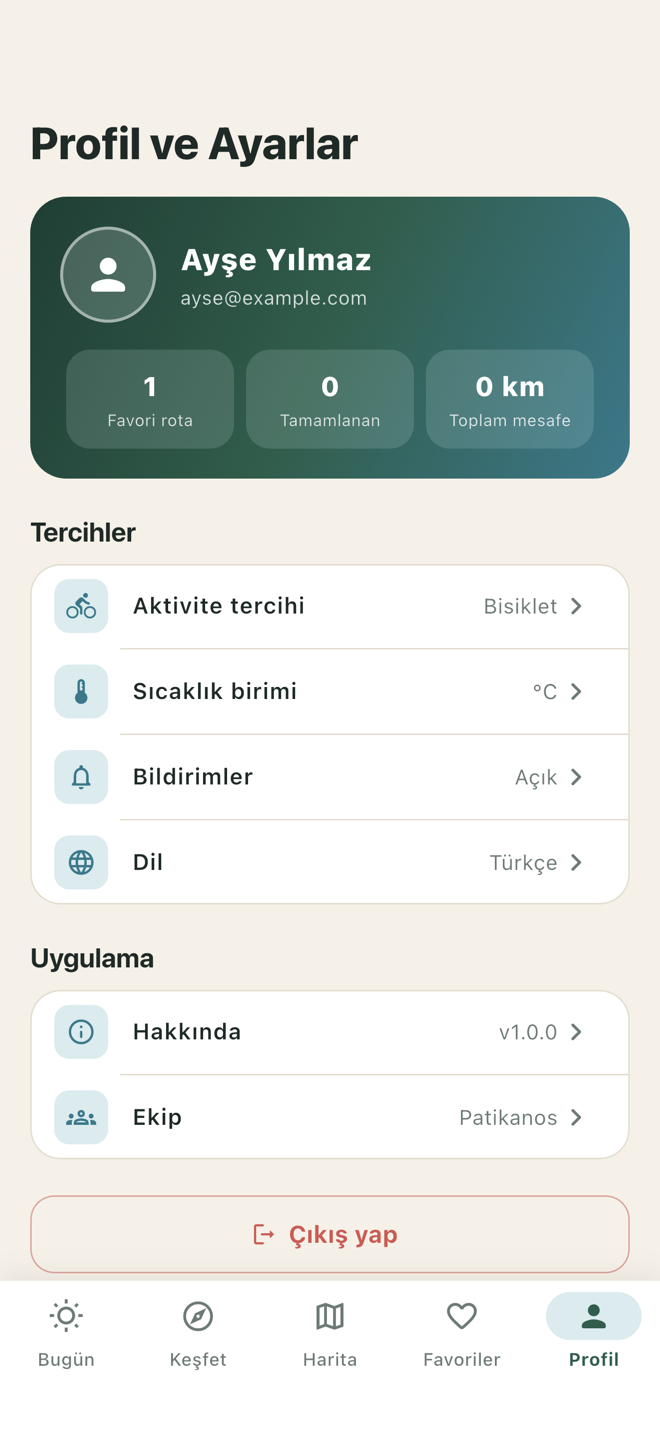 Profil ve Ayarlar
Ayşe Yılmaz
ayse@example.com
1
Favori rota
0
Tamamlanan
0 km
Toplam mesafe
Tercihler
Aktivite tercihi Bisiklet
Sıcaklık birimi °C
Bildirimler Açık
Dil Türkçe
Uygulama
Hakkında v1.0.0
Ekip Patikanos
Çıkış yap
Bugün Keşfet Harita Favoriler Profil